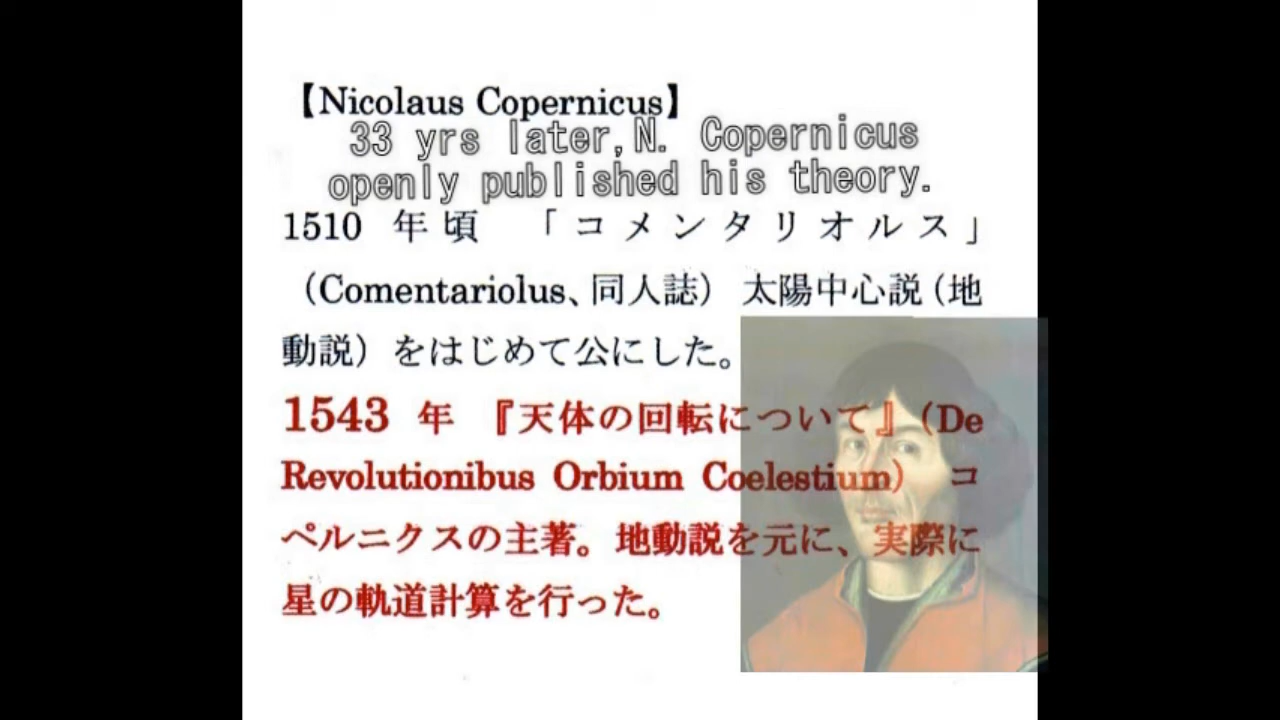 【Nicolaus Copernicus】
33 yrs later,N. Copernicus
openly published his theory.
1510 年頃 「コメンタリオルス」
（Comentariolus、同人誌） 太陽中心説（地
動説）をはじめて公にした。
1543 年 『天体の回転について』（De
Revolutionibus Orbium Coelestium） コ
ペルニクスの主著。地動説を元に、実際に
星の軌道計算を行った。